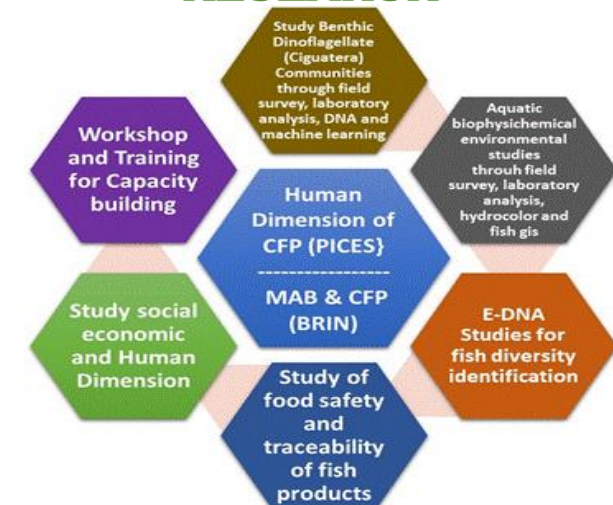 Study Benthic
Dinoflagellate
(Ciguatera)
Communities
through field
survey, laboratory
analysis, DNA and
machine learning
Aquatic
biophysichemical
environmental
studies
throuh field
survey, laboratory
analysis,
hydrocolor and
fish gis
E-DNA
Studies for
fish diversity
identification
Study of
food safety
and
traceability
of fish
products
Study social
economic
and Human
Dimension
Workshop
and Training
for Capacity
building
Human
Dimension of
CFP (PICES}
-----------------
MAB & CFP
(BRIN)